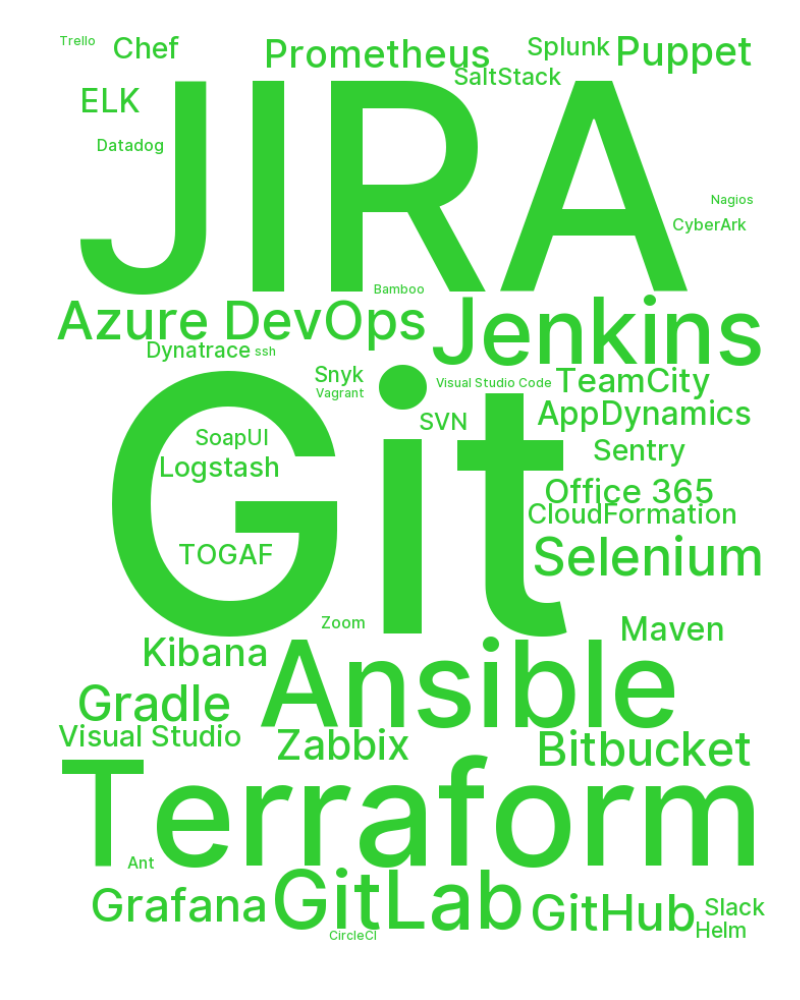 Trello
Chef
Prometheus
Splunk
Puppet
SaltStack
ELK
JIRA
Datadog
Nagios
CyberArk
Bamboo
Azure DevOps
Jenkins
Dynatrace
ssh
Snyk
Vagrant
Visual Studio Code
TeamCity
Git
SVN
AppDynamics
SoapUI
Sentry
Logstash
Office 365
CloudFormation
TOGAF
Selenium
Zoom
Maven
Kibana
Ansible
Gradle
Visual Studio
Zabbix
Bitbucket
Terraform
Ant
Grafana
GitLab
GitHub
Slack
Helm
CircleCI